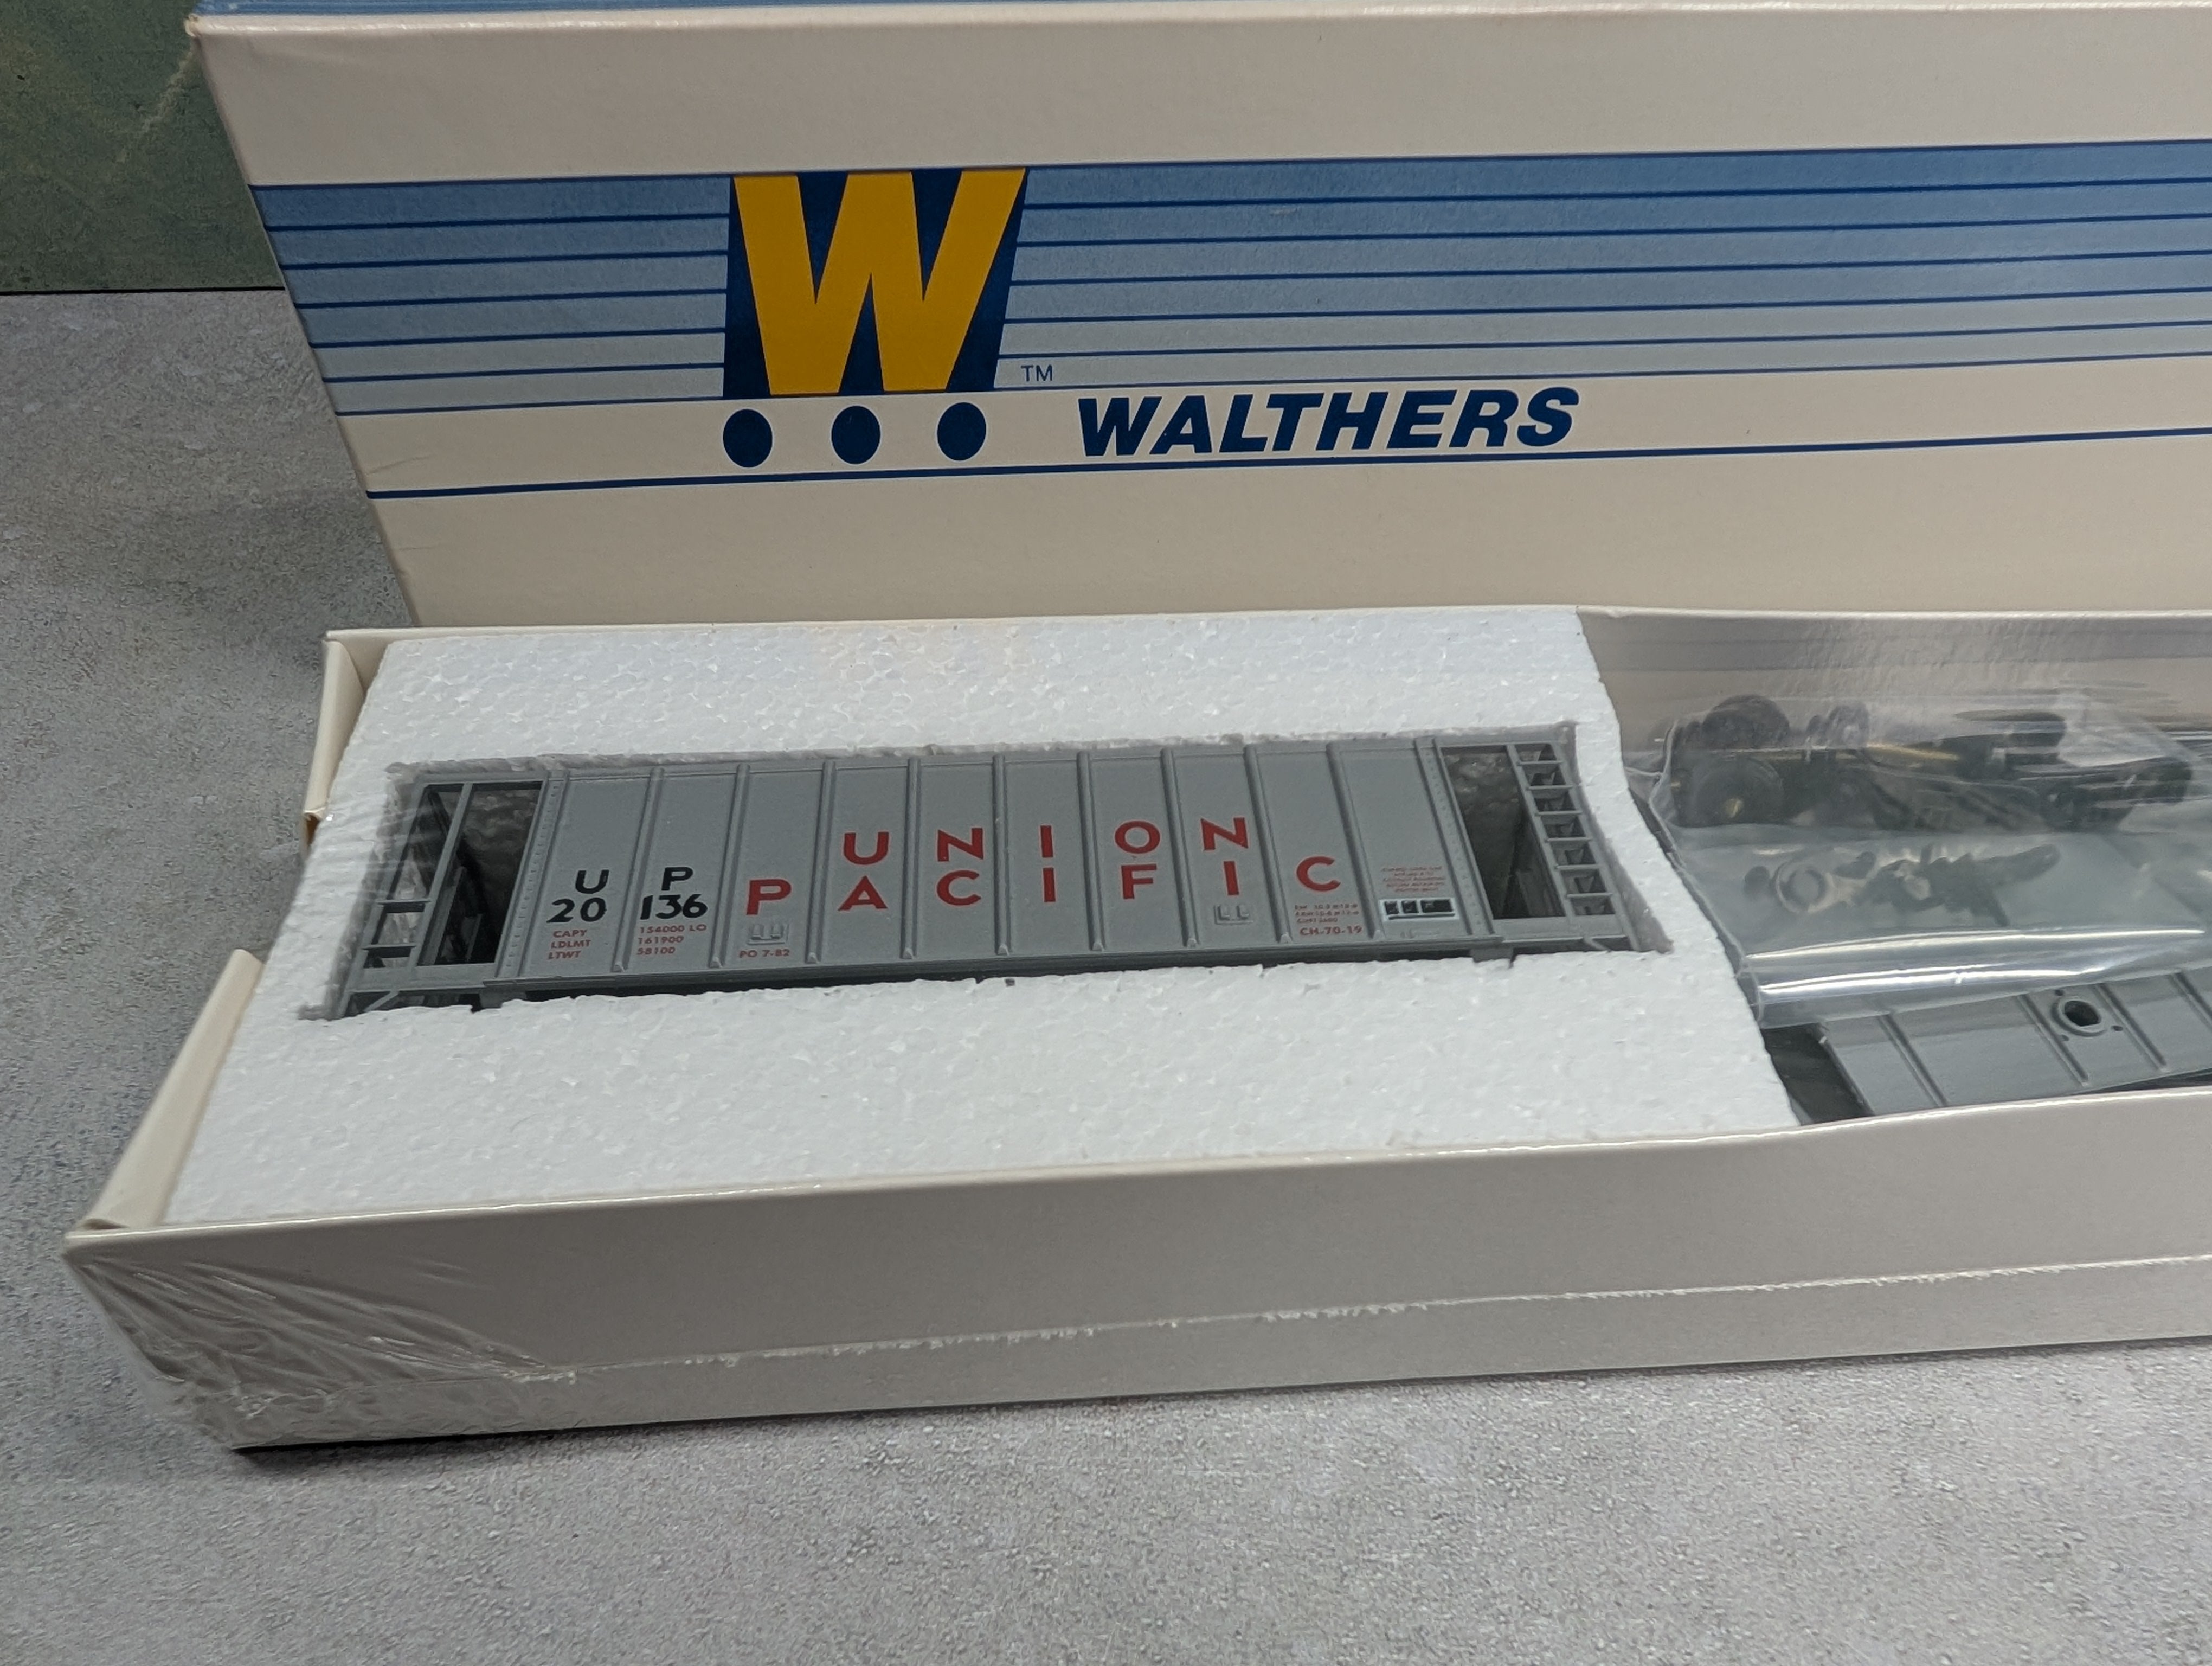 W
TM
WALTHERS
UNION
PACIFIC
U P
20 136
CAPY 154000 LO
LDLMT 161900
LTWT 58100
PO 7-82
CH-70-19